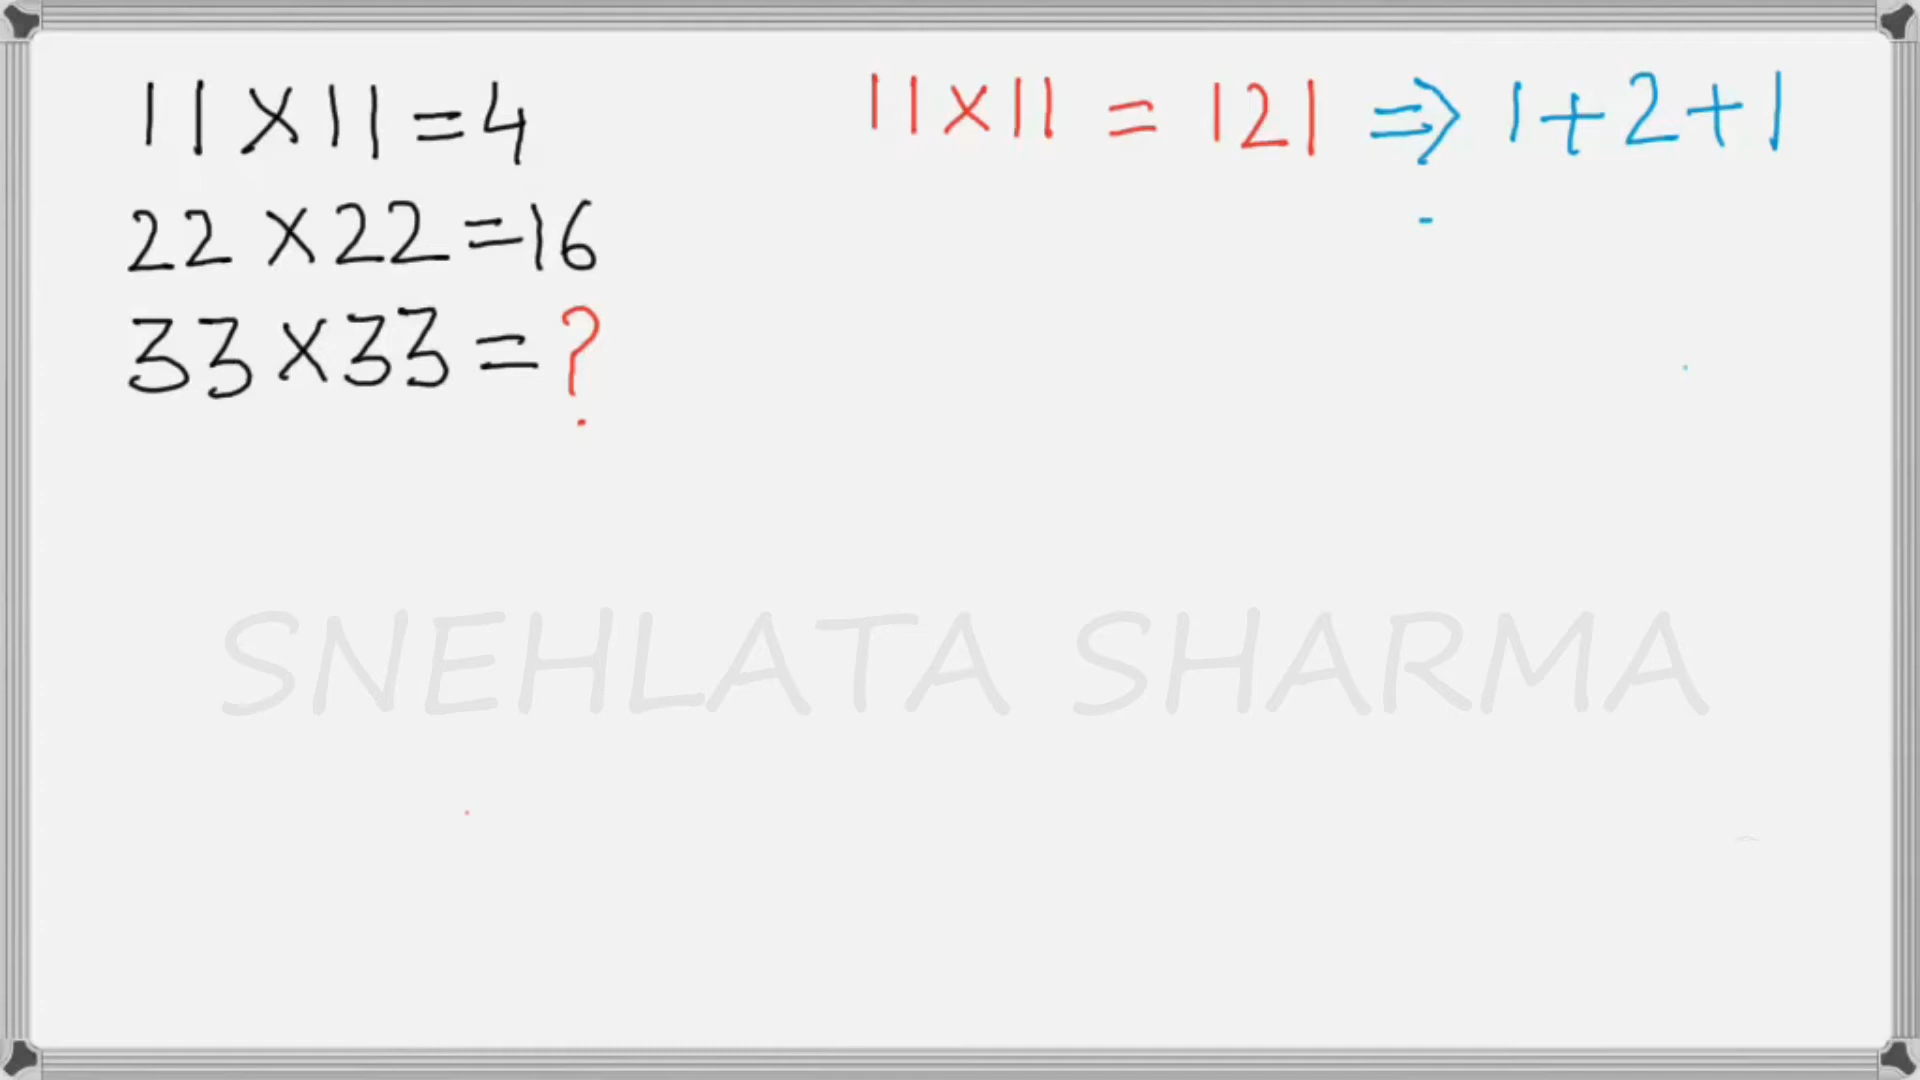 11×11=4
11×11 = 121 ⇒ 1+2+1
22×22=16
33×33=?
SNEHLATA SHARMA